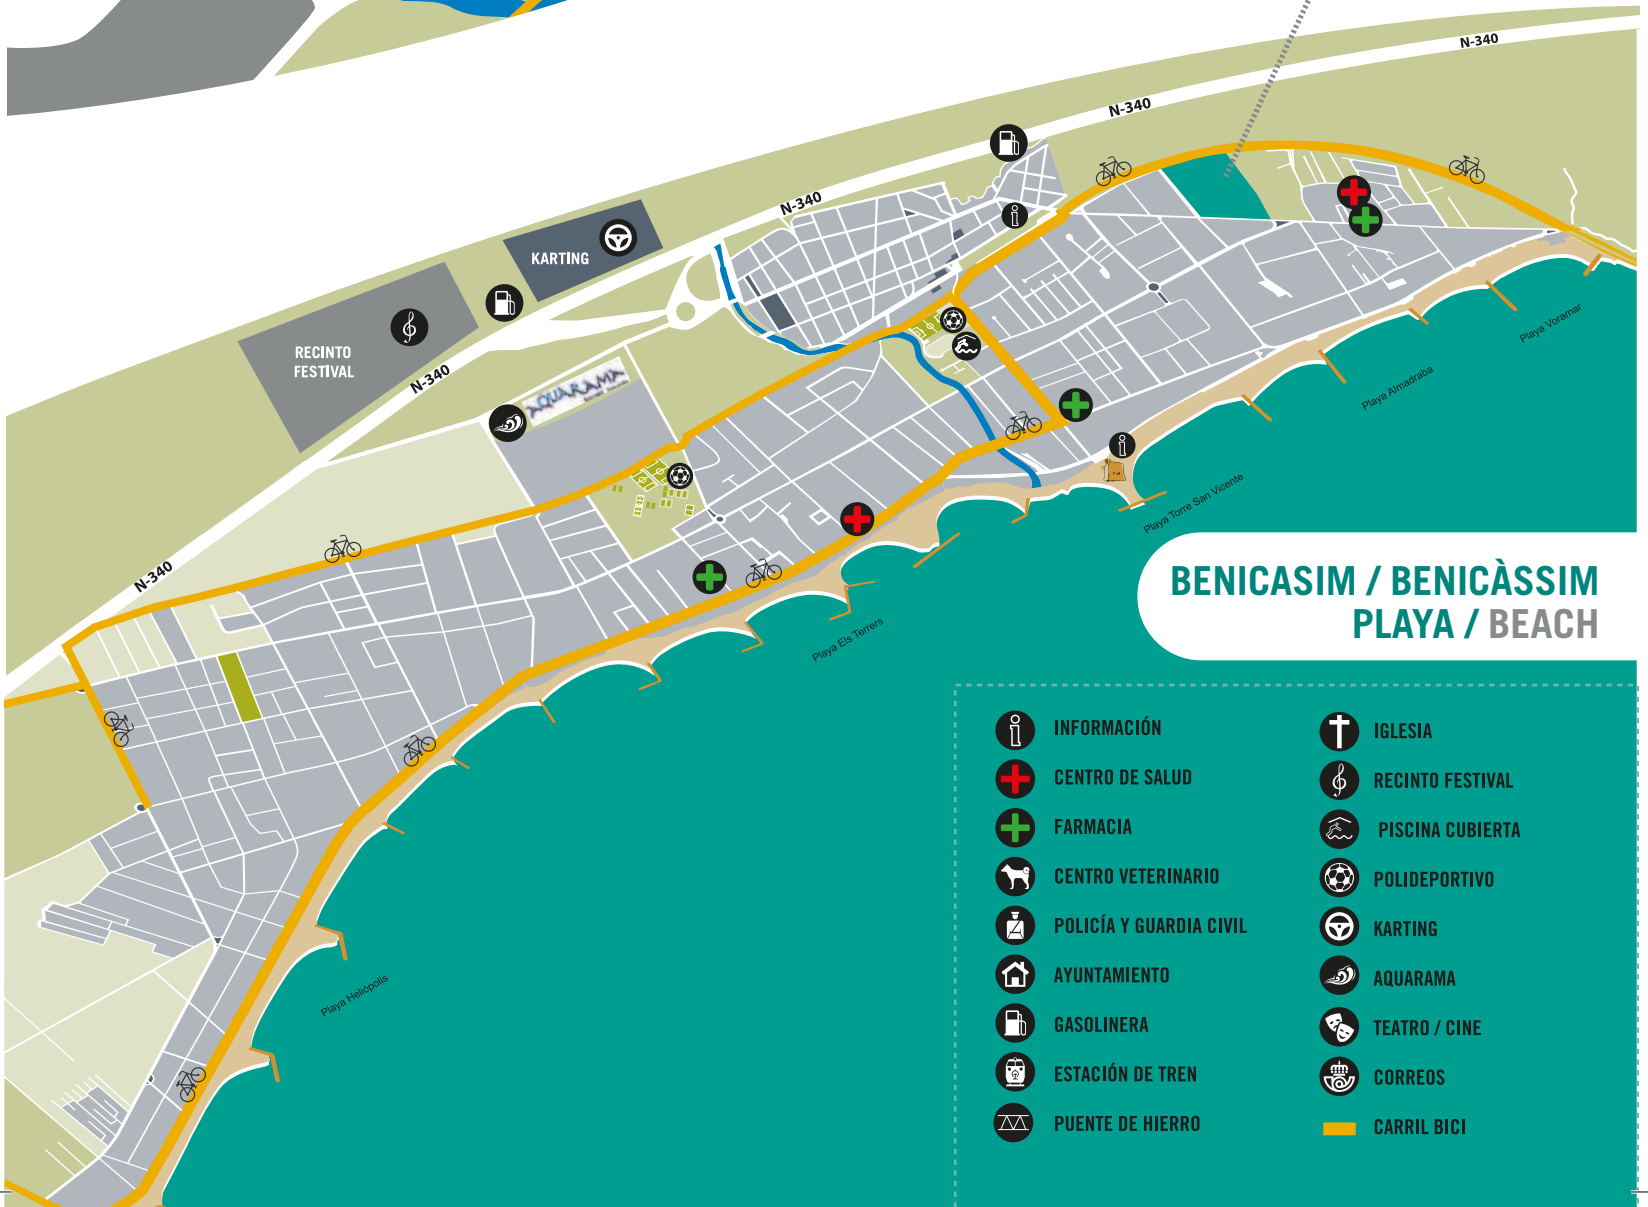 N-340
N-340
N-340
KARTING
RECINTO
FESTIVAL
N-340
AQUARAMA
N-340
Playa Voramar
Playa Almadraba
Playa Torre San Vicente
Playa Els Terrers
Playa Heliópolis
BENICASIM / BENICÀSSIM
PLAYA / BEACH
INFORMACIÓN
CENTRO DE SALUD
FARMACIA
CENTRO VETERINARIO
POLICÍA Y GUARDIA CIVIL
AYUNTAMIENTO
GASOLINERA
ESTACIÓN DE TREN
PUENTE DE HIERRO
IGLESIA
RECINTO FESTIVAL
PISCINA CUBIERTA
POLIDEPORTIVO
KARTING
AQUARAMA
TEATRO / CINE
CORREOS
CARRIL BICI